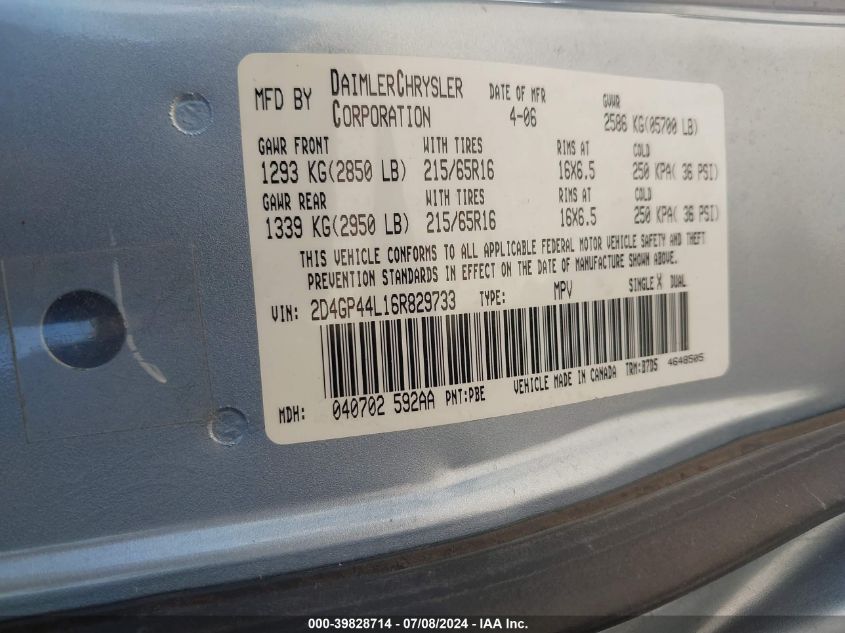 MFD BY DAIMLERCHRYSLER CORPORATION DATE OF MFR 4-06 GVWR 2586 KG(05700 LB)
GAWR FRONT WITH TIRES RIMS AT COLD
1293 KG(2850 LB) 215/65R16 16X6.5 250 KPA( 36 PSI)
GAWR REAR WITH TIRES RIMS AT COLD
1339 KG(2950 LB) 215/65R16 16X6.5 250 KPA( 36 PSI)
THIS VEHICLE CONFORMS TO ALL APPLICABLE FEDERAL MOTOR VEHICLE SAFETY AND THEFT
PREVENTION STANDARDS IN EFFECT ON THE DATE OF MANUFACTURE SHOWN ABOVE.
VIN: 2D4GP44L16R829733 TYPE: MPV SINGLE X DUAL
MDH: 040702 592AA PNT:PBE VEHICLE MADE IN CANADA TRM:B7D5 4648505
000-39828714 / 07/08/2024 - IAA Inc.